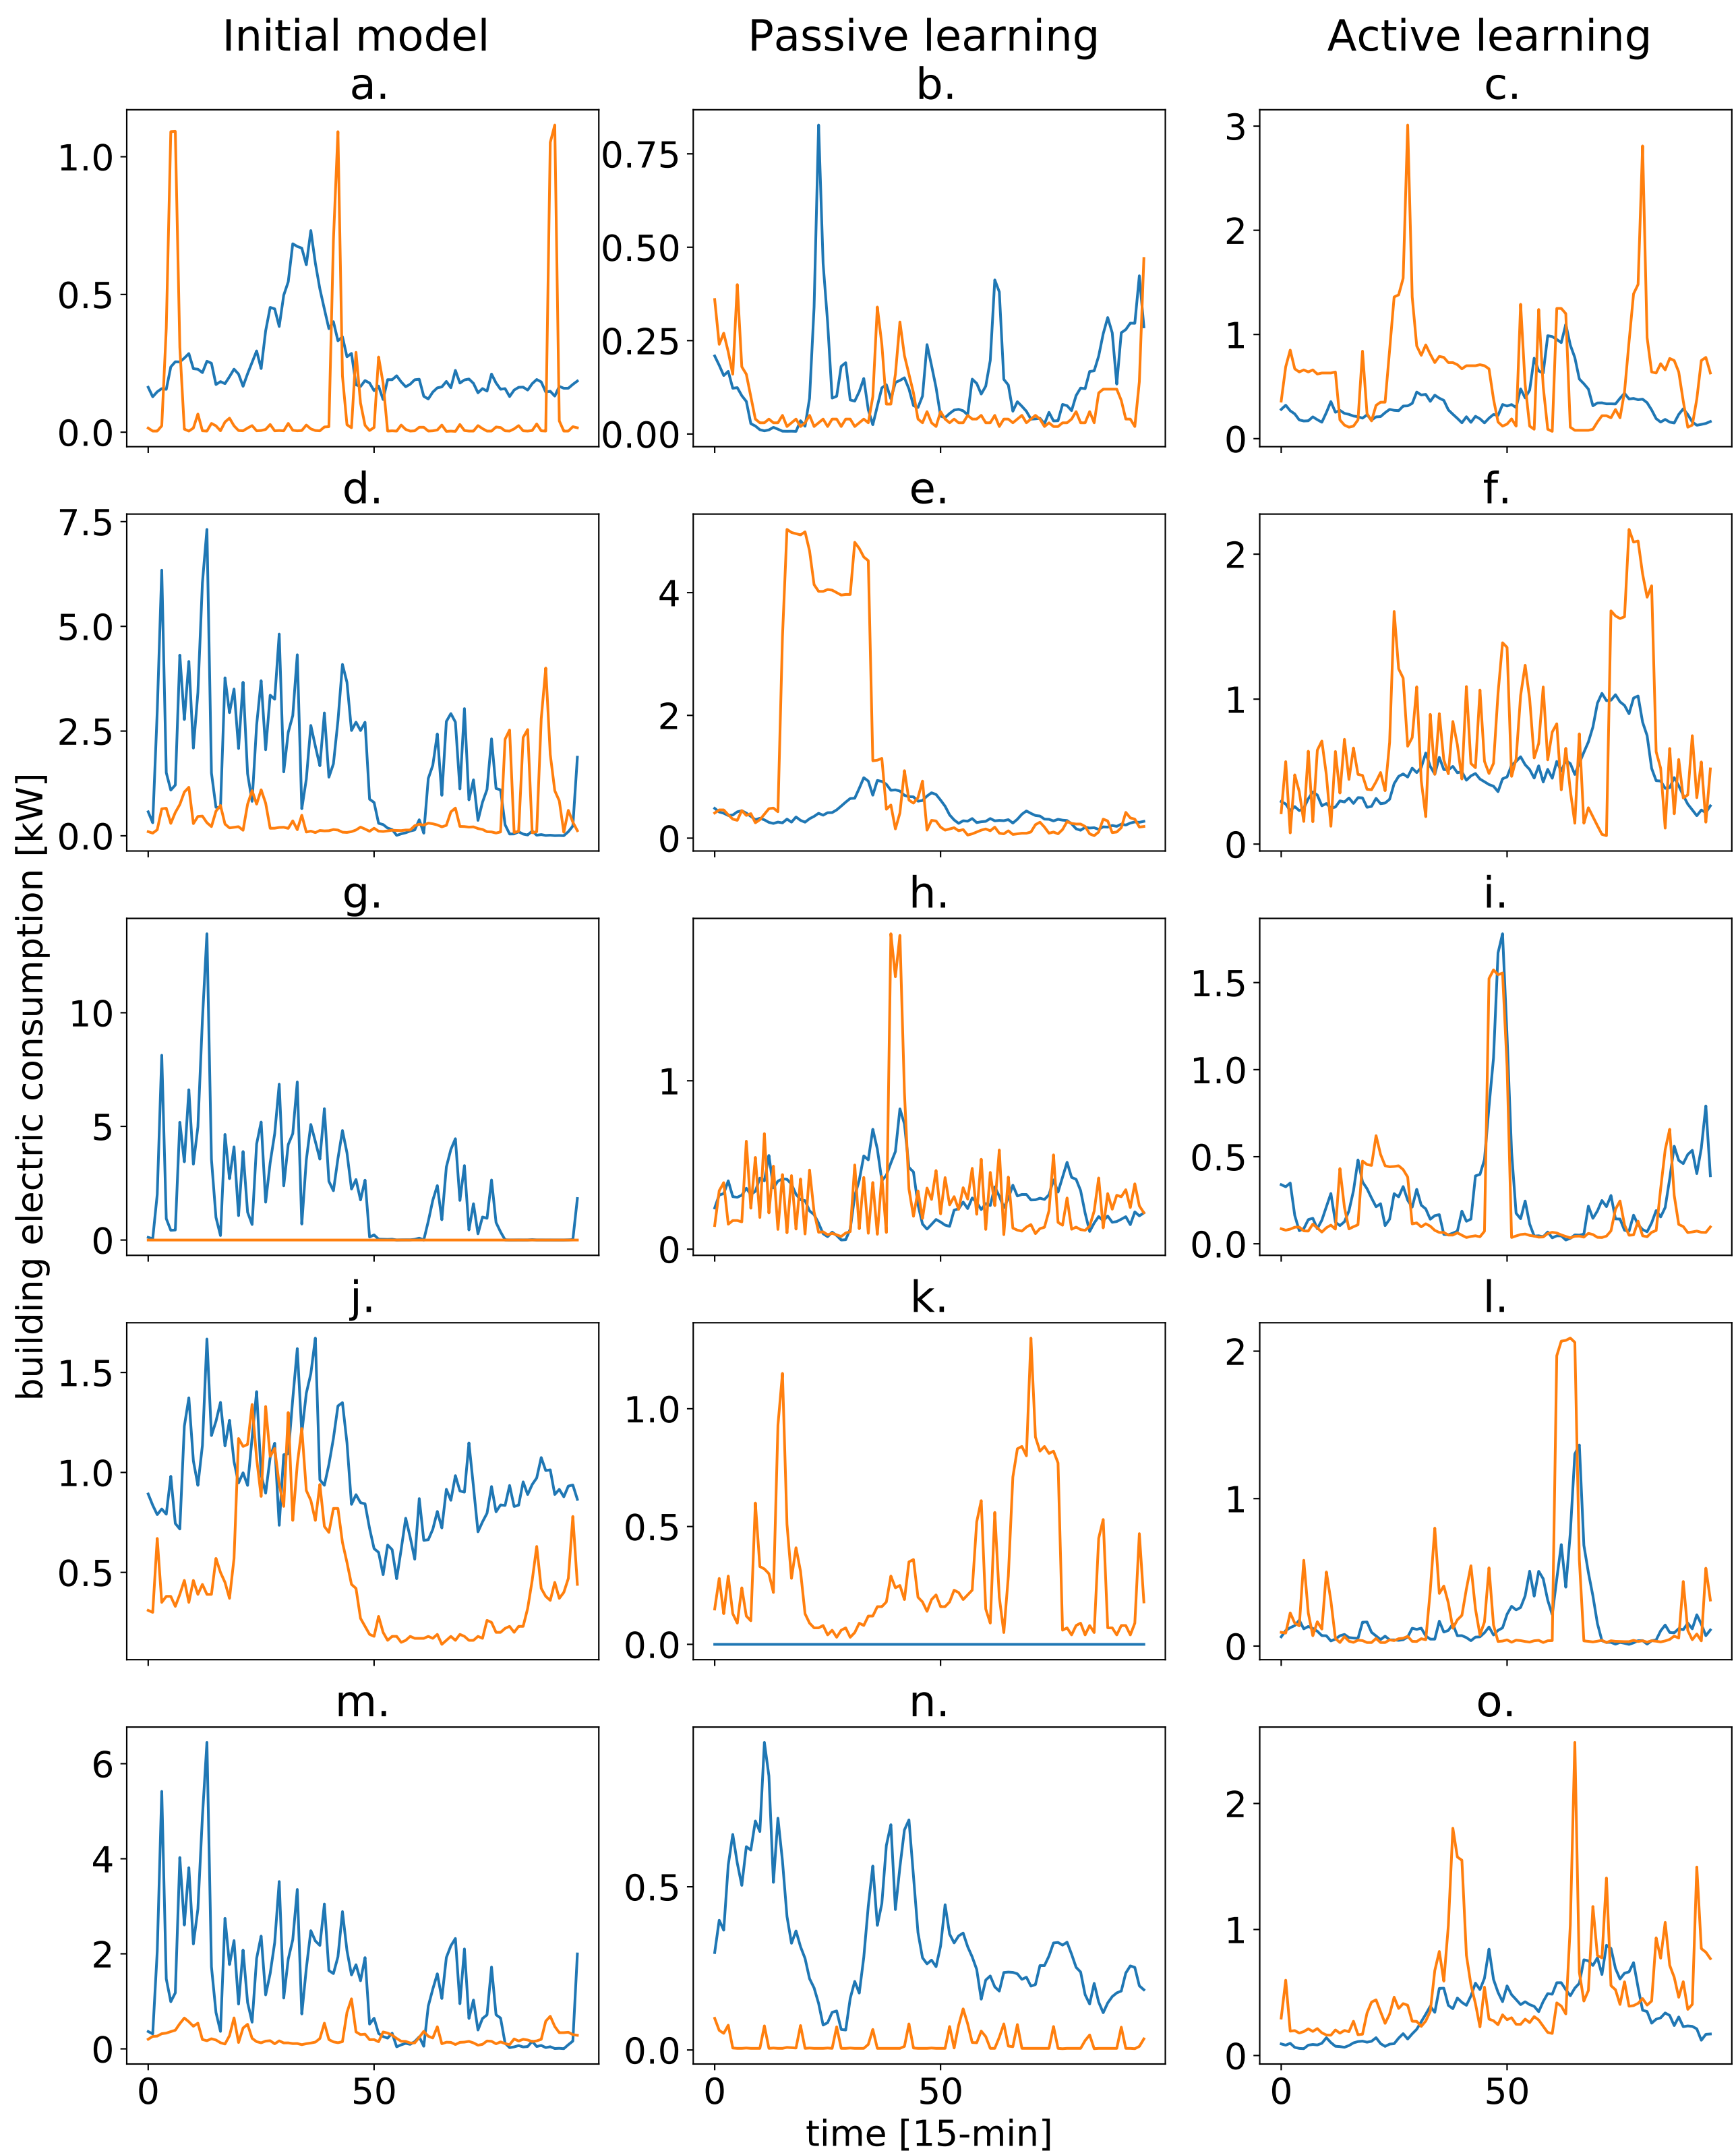 Initial model Passive learning Active learning
a. b. c.
1.0 0.75 3
0.5 0.50 2
0.0 0.25 1
0.00 0
d. e. f.
7.5 4 2
5.0 2 1
2.5 0 0
0.0
g. h. i.
10 1 1.5
5 0 1.0
0 0.5
0.0
j. k. l.
1.5 1.0 2
1.0 0.5 1
0.5 0.0 0
m. n. o.
6 0.5 2
4 0.0 1
2 0
0
0 50 0 50 0 50
time [15-min]
building electric consumption [kW]